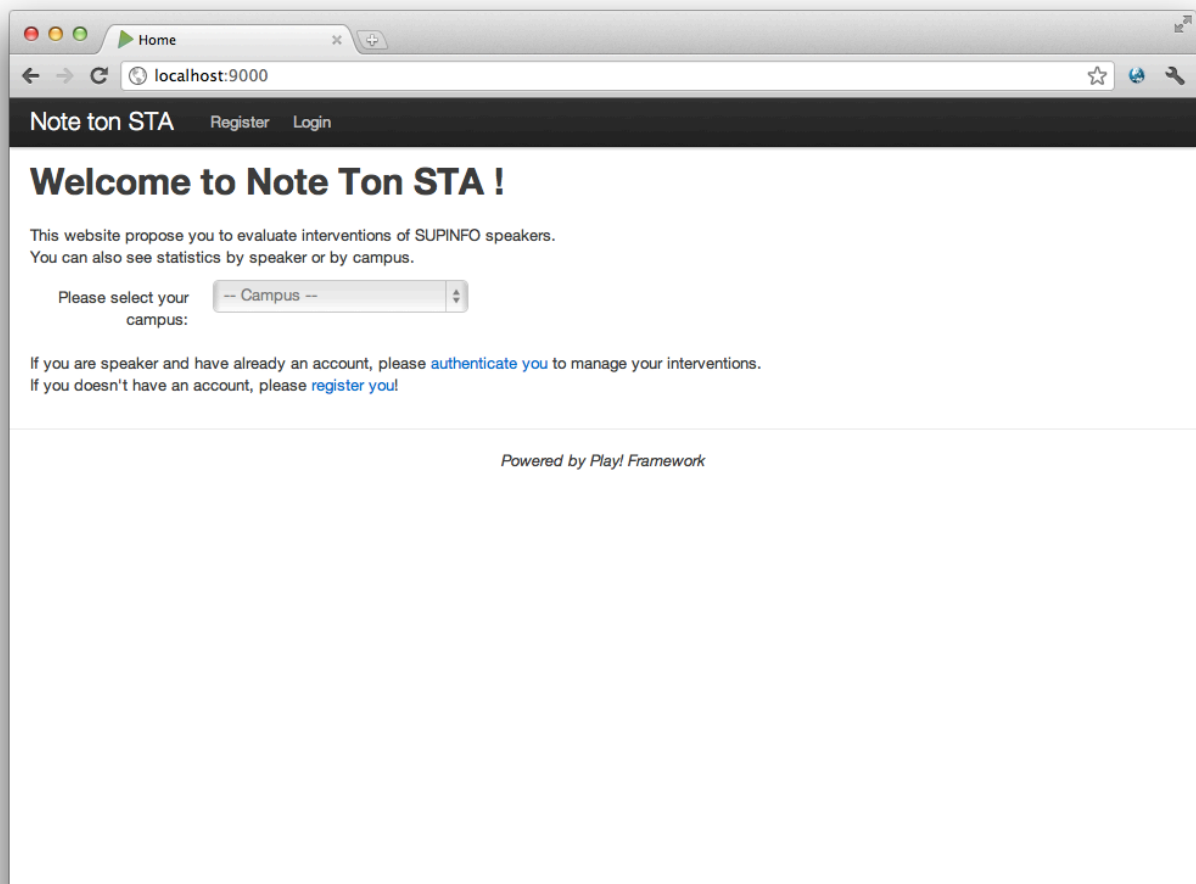 Home
localhost:9000
Note ton STA Register Login
Welcome to Note Ton STA !
This website propose you to evaluate interventions of SUPINFO speakers.
You can also see statistics by speaker or by campus.
Please select your -- Campus --
campus:
If you are speaker and have already an account, please authenticate you to manage your interventions.
If you doesn't have an account, please register you!
Powered by Play! Framework